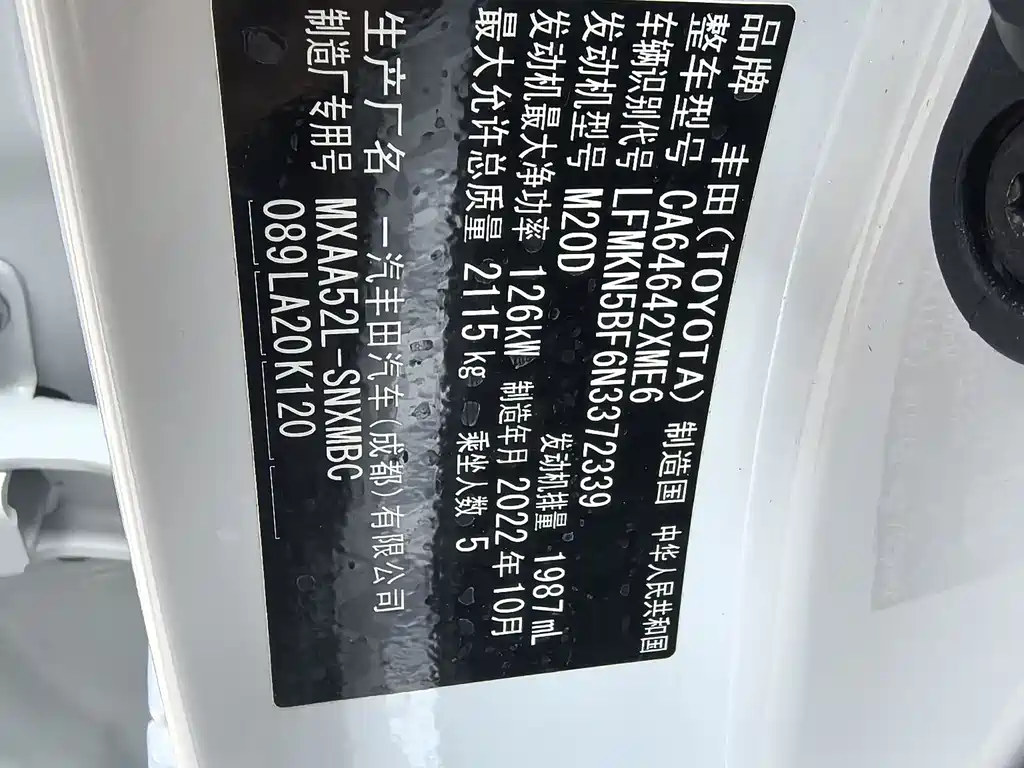 品牌 丰田(TOYOTA) 制造国 中华人民共和国
整车型号 CA64642XME6
车辆识别代号 LFMKN5BF6N3372339
发动机型号 M20D 发动机排量 1987mL
发动机最大净功率 126kW 制造年月 2022年10月
最大允许总质量 2115kg 乘坐人数 5
生产厂名 一汽丰田汽车(成都)有限公司
制造厂专用号 MXAA52L-SNXMBC
089LA20K120